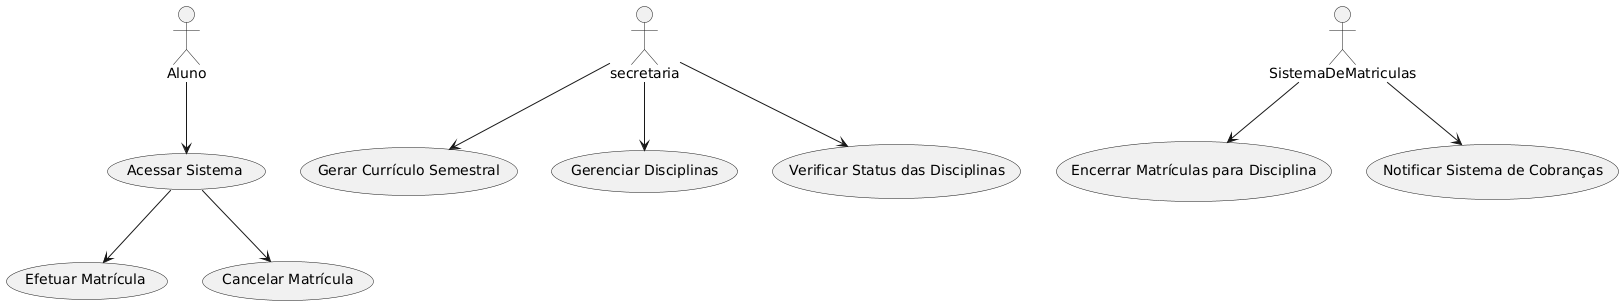 Aluno
secretaria
SistemaDeMatriculas
Acessar Sistema
Gerar Currículo Semestral
Gerenciar Disciplinas
Verificar Status das Disciplinas
Encerrar Matrículas para Disciplina
Notificar Sistema de Cobranças
Efetuar Matrícula
Cancelar Matrícula